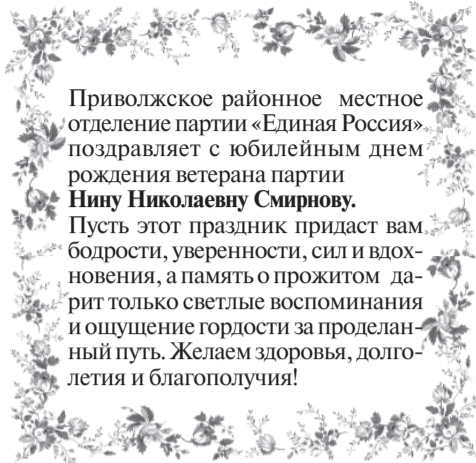 Приволжское районное местное
отделение партии «Единая Россия»
поздравляет с юбилейным днем
рождения ветерана партии
Нину Николаевну Смирнову.
Пусть этот праздник придаст вам
бодрости, уверенности, сил и вдох-
новения, а память о прожитом да-
рит только светлые воспоминания
и ощущение гордости за проделан-
ный путь. Желаем здоровья, долго-
летия и благополучия!